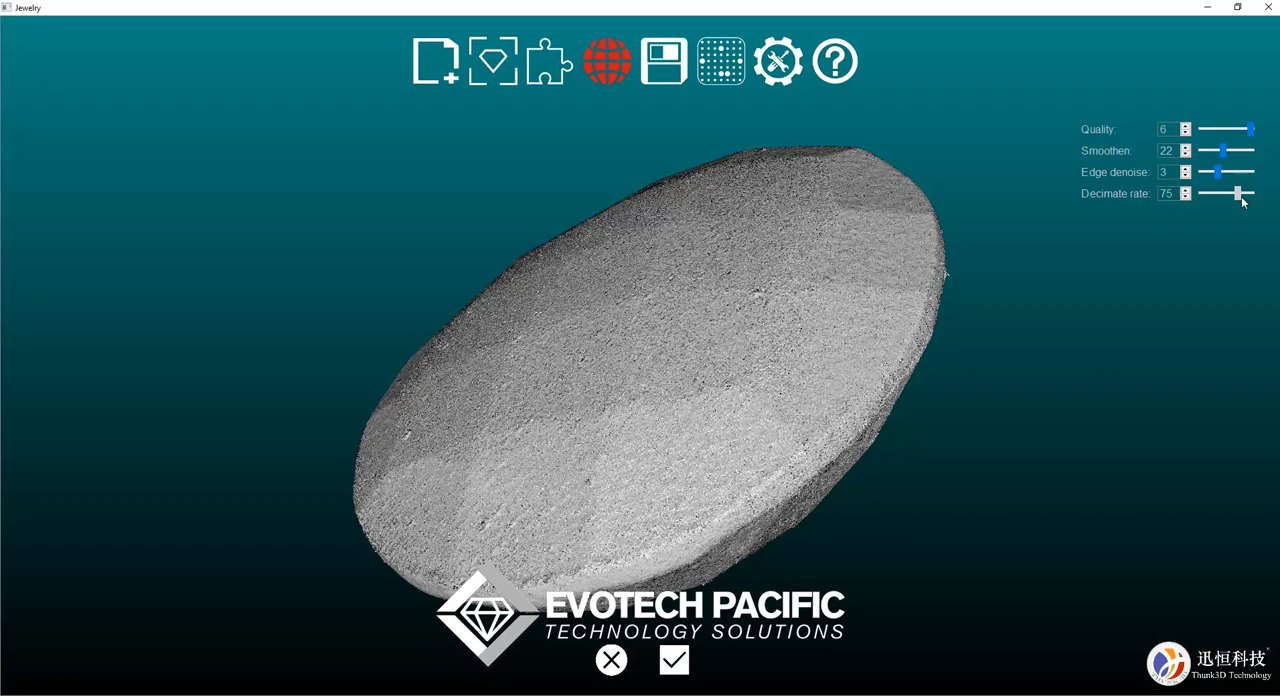 Jewelry
Quality: 6
Smoothen: 22
Edge denoise: 3
Decimate rate: 75
EVOTECH PACIFIC
TECHNOLOGY SOLUTIONS
迅恒科技
Thunk3D Technology